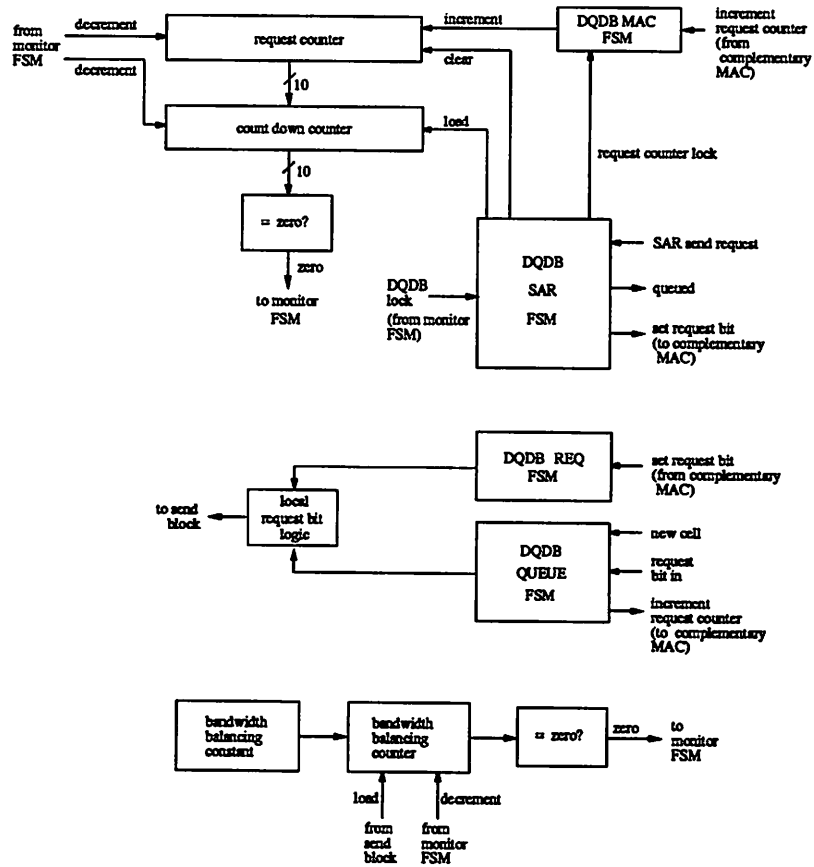 from
monitor
FSM
decrement
decrement
request counter
increment
clear
DQDB MAC
FSM
increment
request counter
(from
complementary
MAC)
10
count down counter
load
request counter lock
10
= zero?
zero
to monitor
FSM
DQDB
lock
(from monitor
FSM)
DQDB
SAR
FSM
SAR send request
queued
set request bit
(to complementary
MAC)
DQDB REQ
FSM
set request bit
(from complementary
MAC)
to send
block
local
request bit
logic
DQDB
QUEUE
FSM
new cell
request
bit in
increment
request counter
(to complementary
MAC)
bandwidth
balancing
constant
bandwidth
balancing
counter
= zero?
zero
to
monitor
FSM
load
decrement
from
send
block
from
monitor
FSM